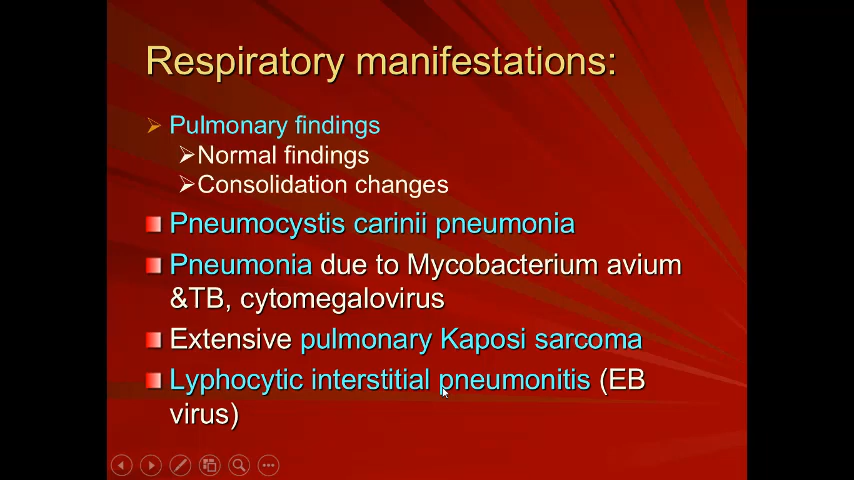 Respiratory manifestations:
Pulmonary findings
Normal findings
Consolidation changes
Pneumocystis carinii pneumonia
Pneumonia due to Mycobacterium avium
&TB, cytomegalovirus
Extensive pulmonary Kaposi sarcoma
Lyphocytic interstitial pneumonitis (EB
virus)